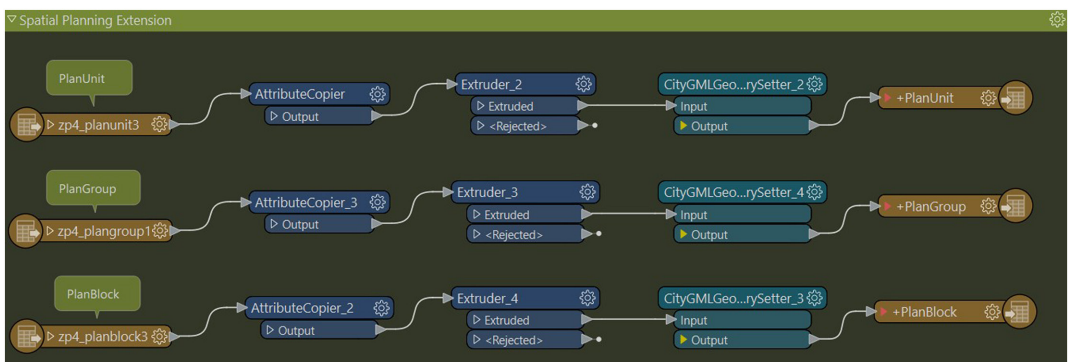 Spatial Planning Extension
PlanUnit
zp4_planunit3
AttributeCopier
Output
Extruder_2
Extruded
<Rejected>
CityGMLGeo...rySetter_2
Input
Output
+PlanUnit
PlanGroup
zp4_plangroup1
AttributeCopier_3
Output
Extruder_3
Extruded
<Rejected>
CityGMLGeo...rySetter_4
Input
Output
+PlanGroup
PlanBlock
zp4_planblock3
AttributeCopier_2
Output
Extruder_4
Extruded
<Rejected>
CityGMLGeo...rySetter_3
Input
Output
+PlanBlock